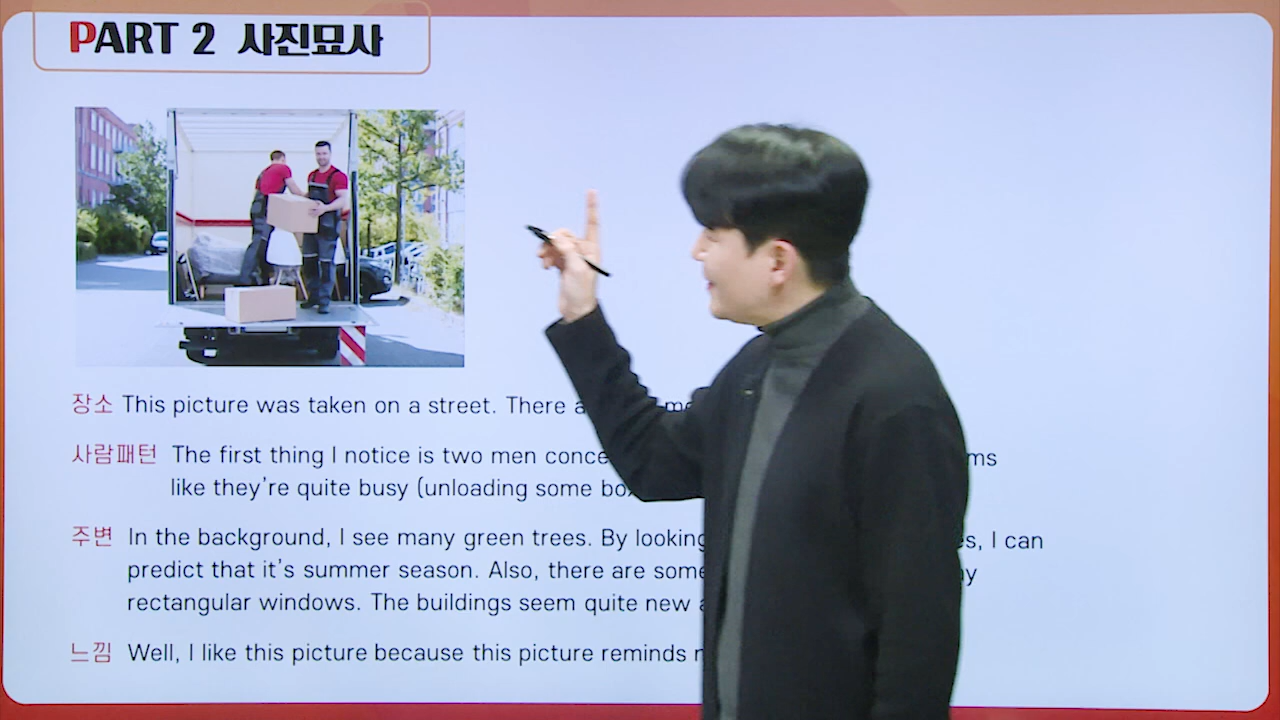 PART 2 사진묘사
장소 This picture was taken on a street. There
사람패턴 The first thing I notice is two men
like they're quite busy (unloading some
주변 In the background, I see many green trees. By looking I can
predict that it's summer season. Also, there are some
rectangular windows. The buildings seem quite new
느낌 Well, I like this picture because this picture reminds